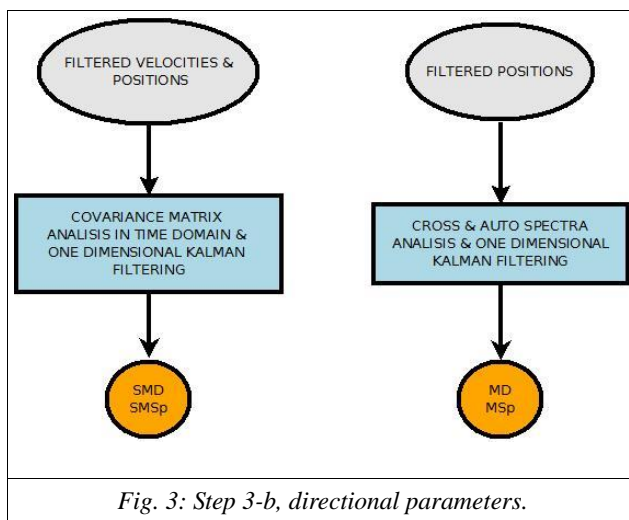 FILTERED VELOCITIES &
POSITIONS
COVARIANCE MATRIX
ANALISIS IN TIME DOMAIN &
ONE DIMENSIONAL KALMAN
FILTERING
SMD
SMSp
FILTERED POSITIONS
CROSS & AUTO SPECTRA
ANALISIS & ONE DIMENSIONAL
KALMAN FILTERING
MD
MSp
Fig. 3: Step 3-b, directional parameters.